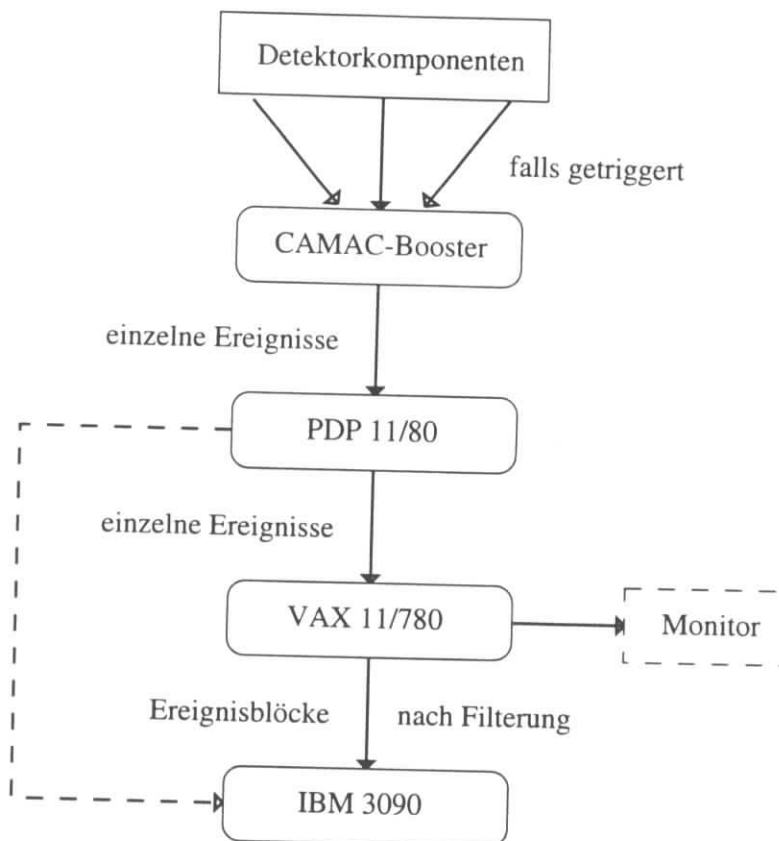 Detektorkomponenten
falls getriggert
CAMAC-Booster
einzelne Ereignisse
PDP 11/80
einzelne Ereignisse
VAX 11/780
Monitor
Ereignisblöcke
nach Filterung
IBM 3090